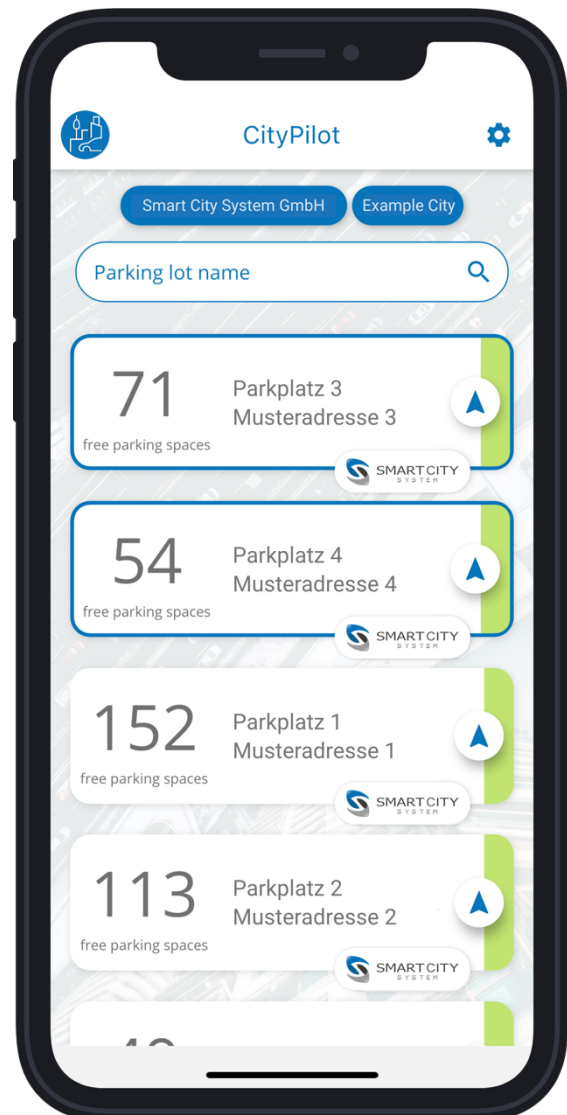 CityPilot
Smart City System GmbH
Example City
Parking lot name
71
free parking spaces
Parkplatz 3
Musteradresse 3
SMART CITY
SYSTEM
54
free parking spaces
Parkplatz 4
Musteradresse 4
SMART CITY
SYSTEM
152
free parking spaces
Parkplatz 1
Musteradresse 1
SMART CITY
SYSTEM
113
free parking spaces
Parkplatz 2
Musteradresse 2
SMART CITY
SYSTEM